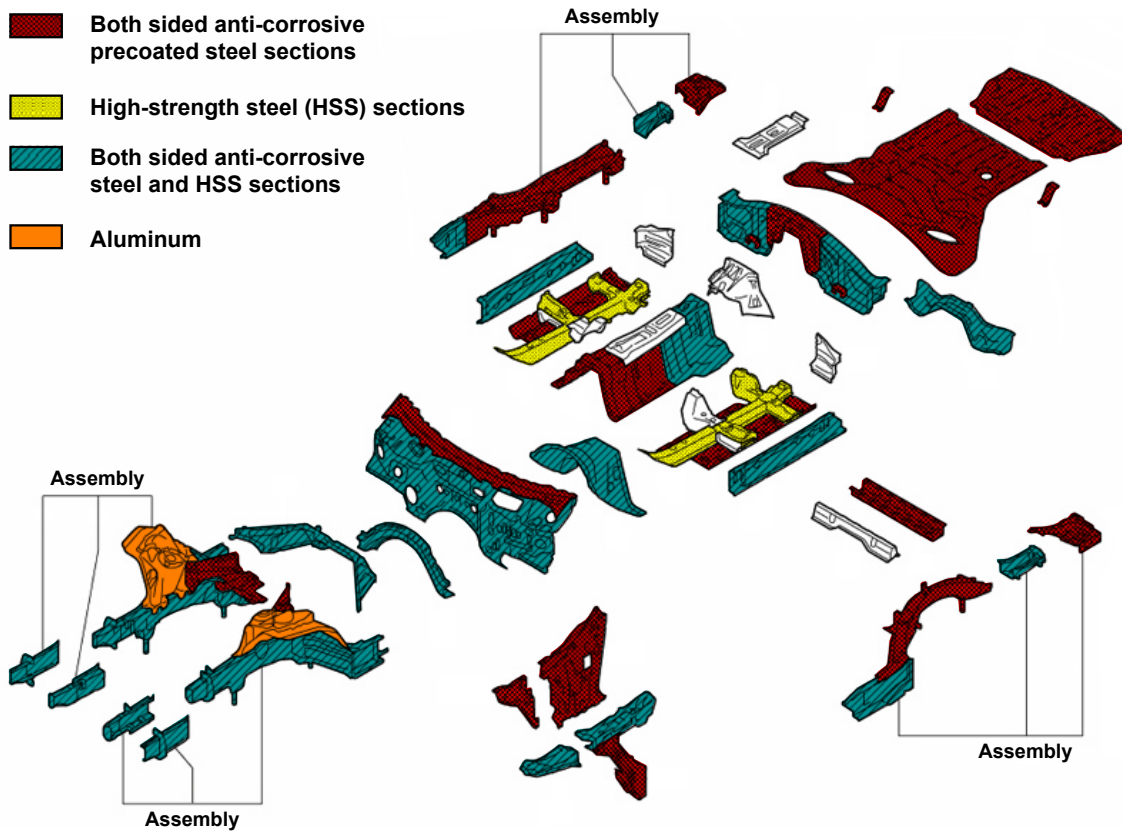 Both sided anti-corrosive
precoated steel sections
High-strength steel (HSS) sections
Both sided anti-corrosive
steel and HSS sections
Aluminum
Assembly
Assembly
Assembly
Assembly